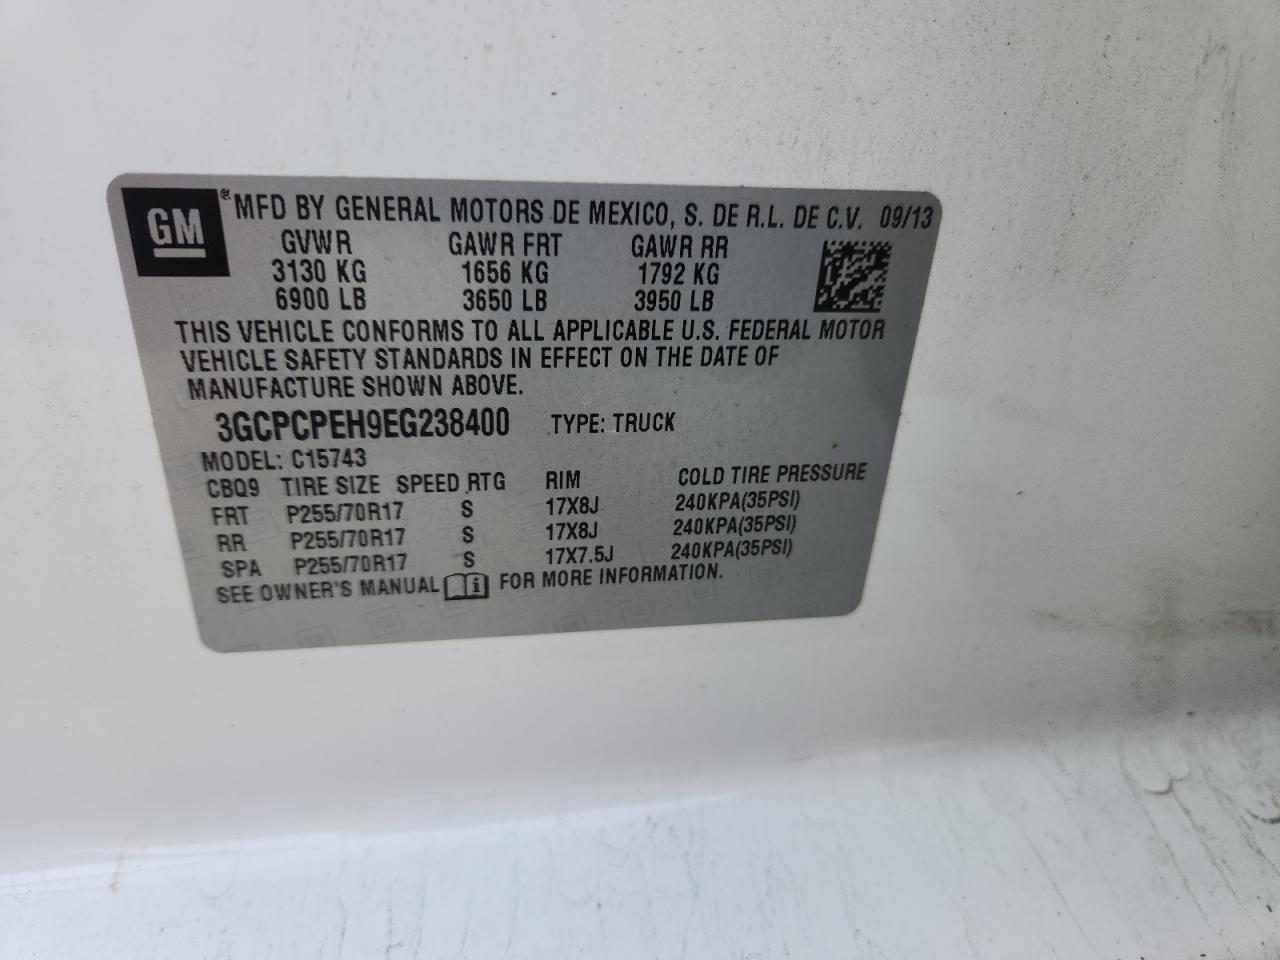 GM ® MFD BY GENERAL MOTORS DE MEXICO, S. DE R.L. DE C.V. 09/13
GVWR GAWR FRT GAWR RR
3130 KG 1656 KG 1792 KG
6900 LB 3650 LB 3950 LB
THIS VEHICLE CONFORMS TO ALL APPLICABLE U.S. FEDERAL MOTOR
VEHICLE SAFETY STANDARDS IN EFFECT ON THE DATE OF
MANUFACTURE SHOWN ABOVE.
3GCPCPEH9EG238400 TYPE: TRUCK
MODEL: C15743
CBQ9 TIRE SIZE SPEED RTG RIM COLD TIRE PRESSURE
FRT P255/70R17 S 17X8J 240KPA(35PSI)
RR P255/70R17 S 17X8J 240KPA(35PSI)
SPA P255/70R17 S 17X7.5J 240KPA(35PSI)
SEE OWNER'S MANUAL i FOR MORE INFORMATION.